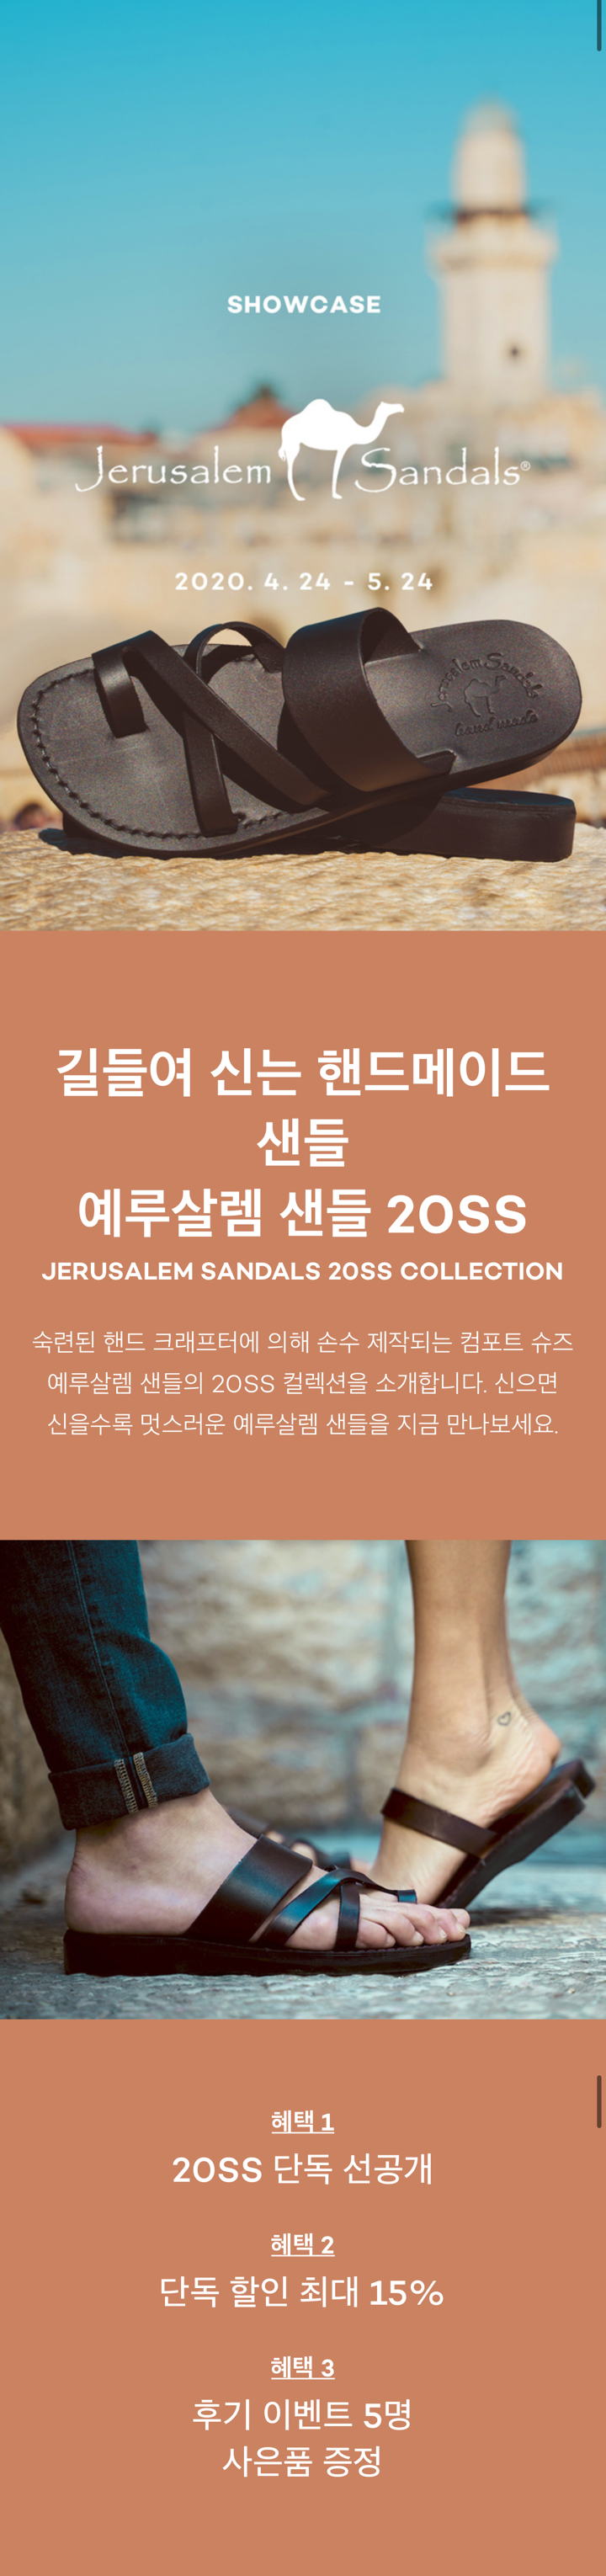 SHOWCASE
Jerusalem Sandals®
2020. 4. 24 - 5. 24
Jerusalem Sandals
hand made
길들여 신는 핸드메이드
샌들
예루살렘 샌들 20SS
JERUSALEM SANDALS 20SS COLLECTION
숙련된 핸드 크래프터에 의해 손수 제작되는 컴포트 슈즈
예루살렘 샌들의 20SS 컬렉션을 소개합니다. 신으면
신을수록 멋스러운 예루살렘 샌들을 지금 만나보세요.
혜택 1
20SS 단독 선공개
혜택 2
단독 할인 최대 15%
혜택 3
후기 이벤트 5명
사은품 증정